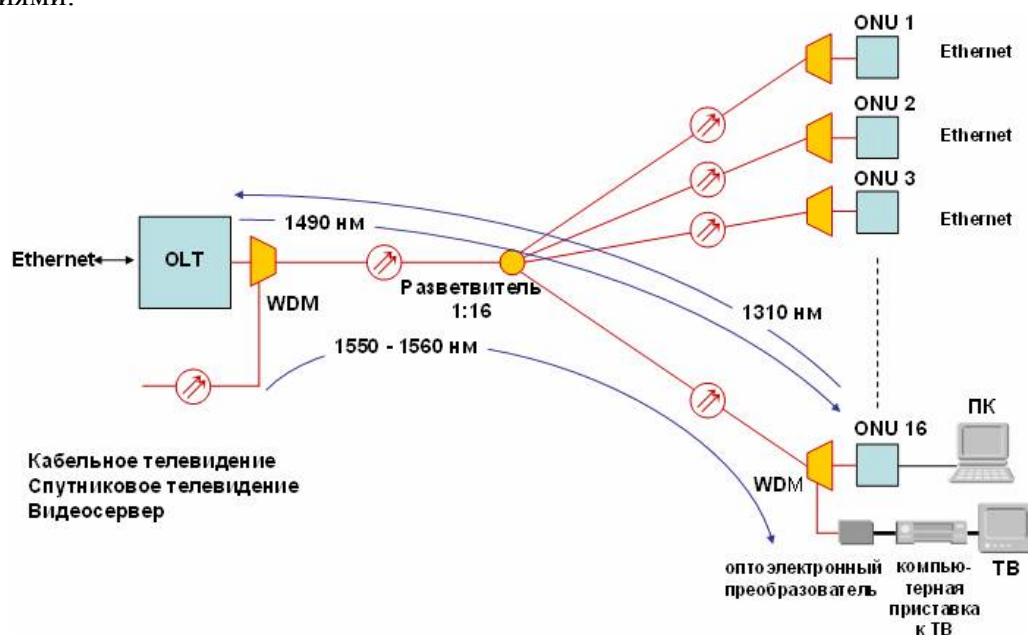 иями.
ONU 1
Ethernet
ONU 2
Ethernet
ONU 3
Ethernet
1490 нм
Ethernet
OLT
WDM
Разветвитель
1:16
1310 нм
1550 - 1560 нм
ПК
ONU 16
Кабельное телевидение
Спутниковое телевидение
Видеосервер
WDM
ТВ
оптоэлектронный
преобразователь
компью-
терная
приставка
к ТВ